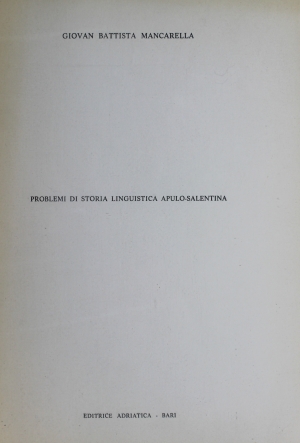 GIOVAN BATTISTA MANCARELLA
PROBLEMI DI STORIA LINGUISTICA APULO-SALENTINA
EDITRICE ADRIATICA - BARI